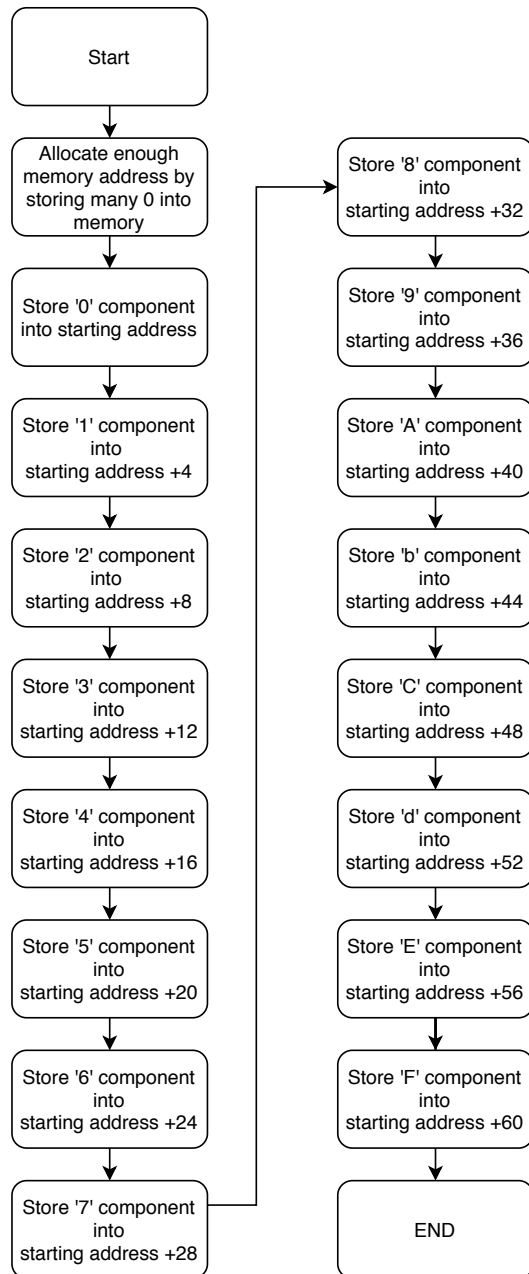 Start
Allocate enough
memory address by
storing many 0 into
memory
Store '0' component
into starting address
Store '1' component
into
starting address +4
Store '2' component
into
starting address +8
Store '3' component
into
starting address +12
Store '4' component
into
starting address +16
Store '5' component
into
starting address +20
Store '6' component
into
starting address +24
Store '7' component
into
starting address +28
Store '8' component
into
starting address +32
Store '9' component
into
starting address +36
Store 'A' component
into
starting address +40
Store 'b' component
into
starting address +44
Store 'C' component
into
starting address +48
Store 'd' component
into
starting address +52
Store 'E' component
into
starting address +56
Store 'F' component
into
starting address +60
END